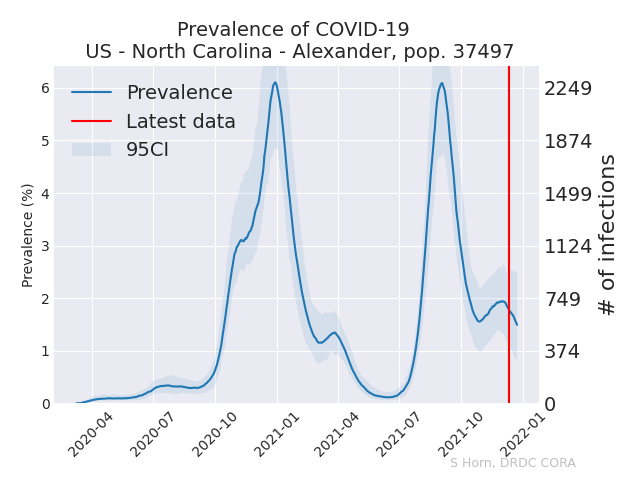 Prevalence of COVID-19
US - North Carolina - Alexander, pop. 37497
Prevalence
Latest data
95CI
Prevalence (%)
6
5
4
3
2
1
0
2249
1874
1499
1124
749
374
0
# of infections
2020-04
2020-07
2020-10
2021-01
2021-04
2021-07
2021-10
2022-01
S Horn, DRDC CORA